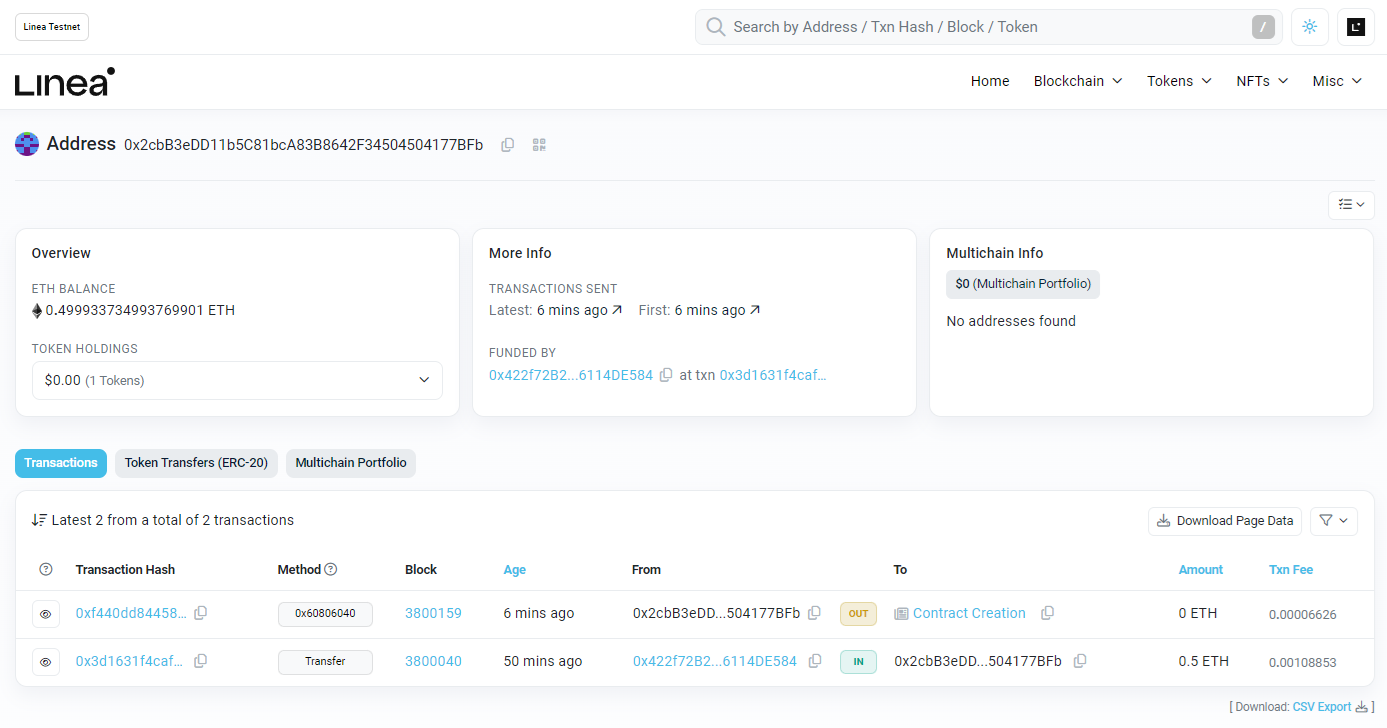 Linea Testnet
Search by Address / Txn Hash / Block / Token /
L
Linea
Home Blockchain Tokens NFTs Misc
Address 0x2cbB3eDD11b5C81bcA83B8642F34504504177BFb
Overview
ETH BALANCE
0.499933734993769901 ETH
TOKEN HOLDINGS
$0.00 (1 Tokens)
More Info
TRANSACTIONS SENT
Latest: 6 mins ago First: 6 mins ago
FUNDED BY
0x422f72B2...6114DE584 at txn 0x3d1631f4caf...
Multichain Info
$0 (Multichain Portfolio)
No addresses found
Transactions Token Transfers (ERC-20) Multichain Portfolio
Latest 2 from a total of 2 transactions
Download Page Data
? Transaction Hash Method ? Block Age From To Amount Txn Fee
0xf440dd84458... 0x60806040 3800159 6 mins ago 0x2cbB3eDD...504177BFb OUT Contract Creation 0 ETH 0.00006626
0x3d1631f4caf... Transfer 3800040 50 mins ago 0x422f72B2...6114DE584 IN 0x2cbB3eDD...504177BFb 0.5 ETH 0.00108853
[ Download: CSV Export ]